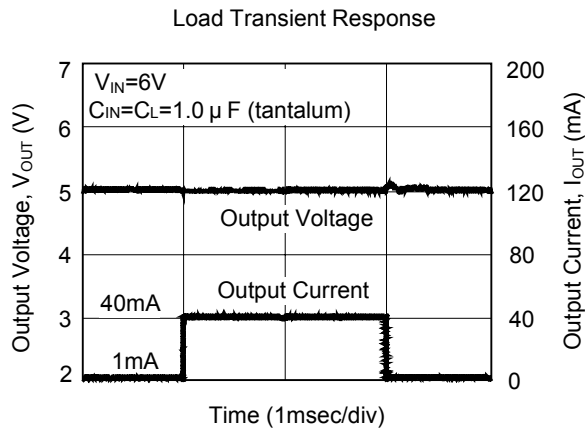 Load Transient Response
7
6
5
4
3
2
Output Voltage, VOUT (V)
VIN=6V
CIN=CL=1.0 μ F (tantalum)
Output Voltage
Output Current
40mA
1mA
200
160
120
80
40
0
Output Current, IOUT (mA)
Time (1msec/div)